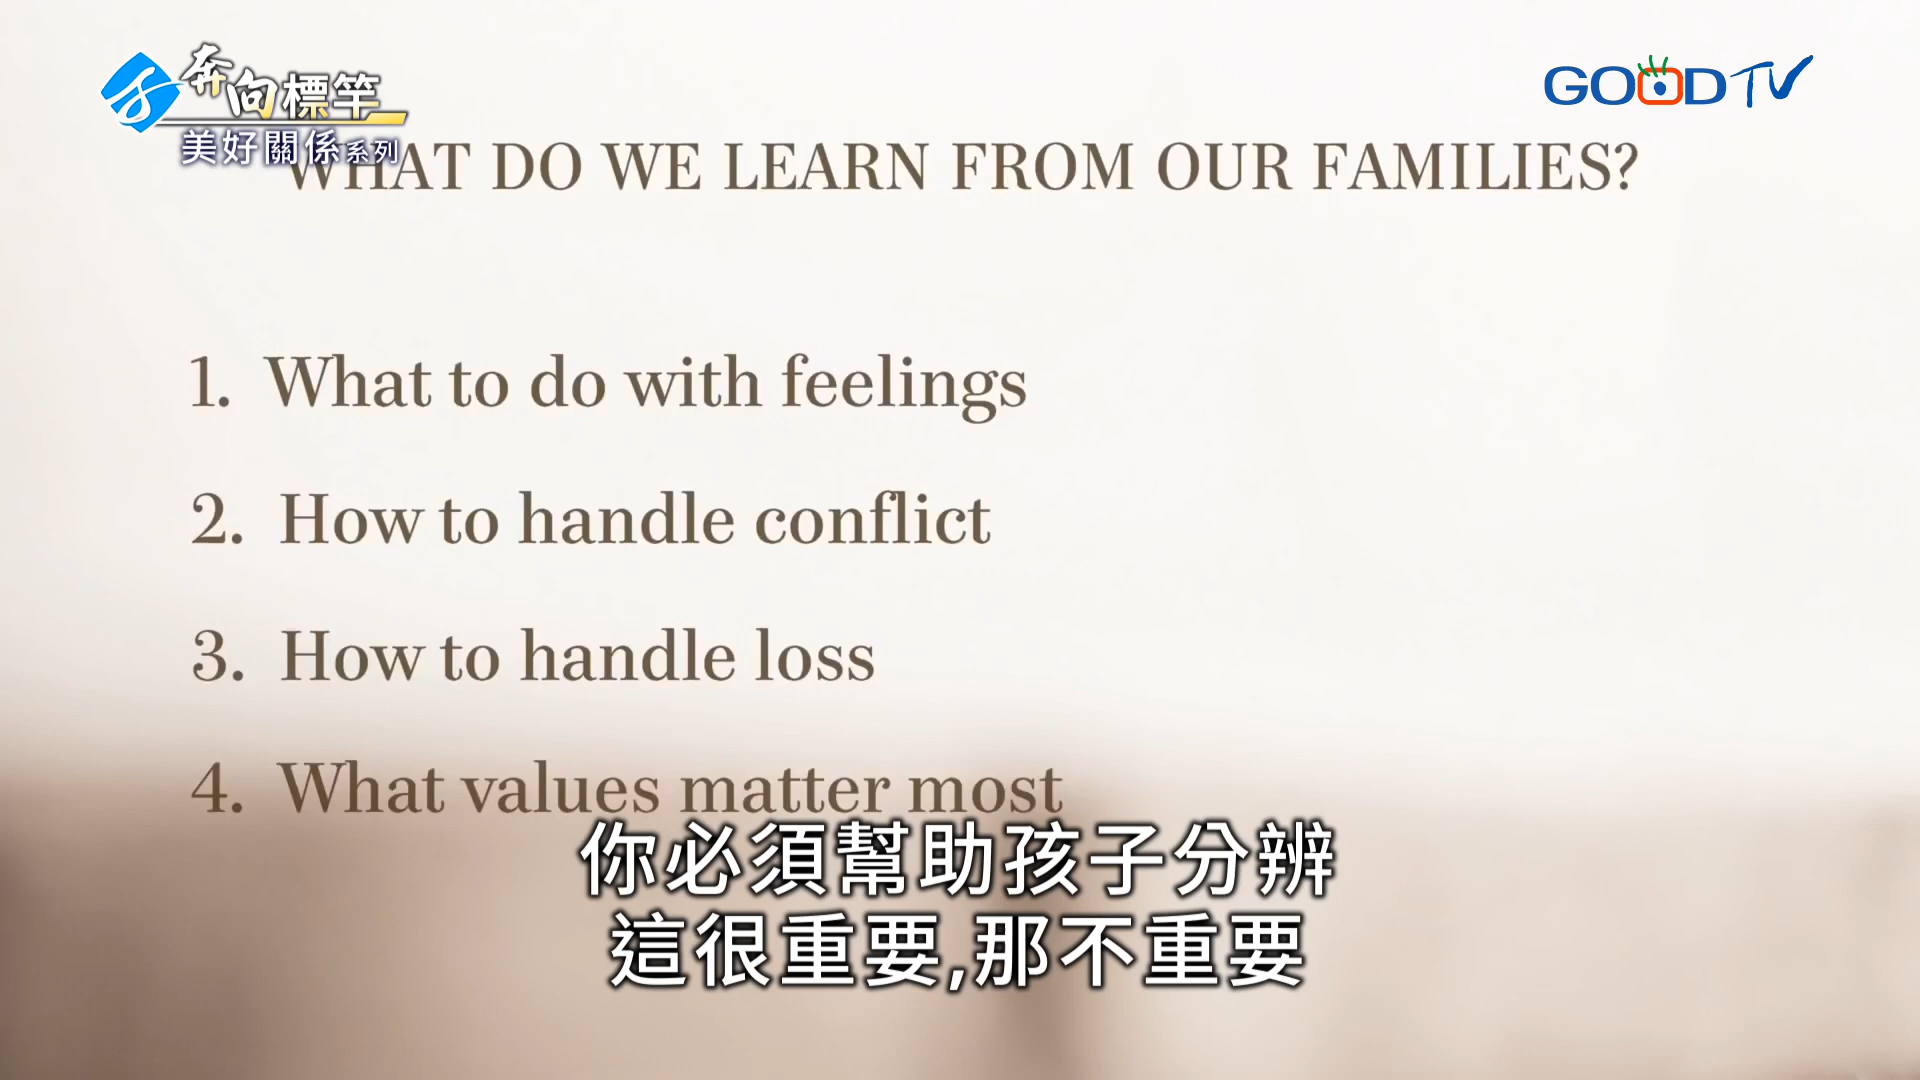 奔向標竿
美好關係系列
GOOD TV
WHAT DO WE LEARN FROM OUR FAMILIES?
1. What to do with feelings
2. How to handle conflict
3. How to handle loss
4. What values matter most
你必須幫助孩子分辨
這很重要,那不重要